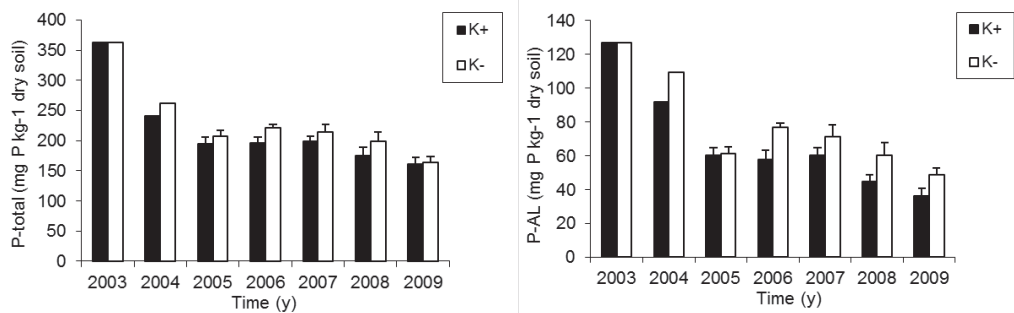 400
350
300
250
200
150
100
50
0
P-total (mg P kg-1 dry soil)
K+
K-
2003 2004 2005 2006 2007 2008 2009
Time (y)
140
120
100
80
60
40
20
0
P-AL (mg P kg-1 dry soil)
K+
K-
2003 2004 2005 2006 2007 2008 2009
Time (y)